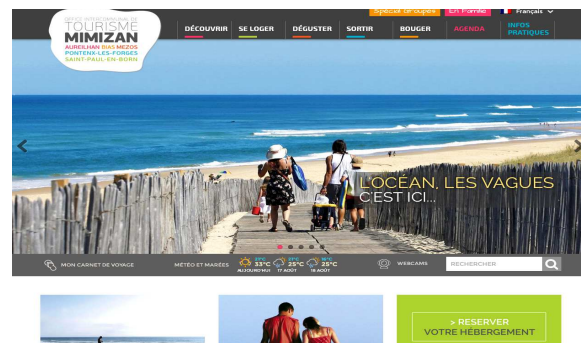 OFFICE INTERCOMMUNAL DE
TOURISME
MIMIZAN
AUREILHAN BIAS MEZOS
PONTENX-LES-FORGES
SAINT-PAUL-EN-BORN
Spécial Groupes
En Famille
Français
DÉCOUVRIR
SE LOGER
DÉGUSTER
SORTIR
BOUGER
AGENDA
INFOS
PRATIQUES
L'OCÉAN, LES VAGUES
C'EST ICI...
MON CARNET DE VOYAGE
MÉTÉO ET MARÉES
33°C
AUJOURD'HUI
25°C
17 AOÛT
25°C
18 AOÛT
WEBCAMS
RECHERCHER
> RESERVER
VOTRE HÉBERGEMENT